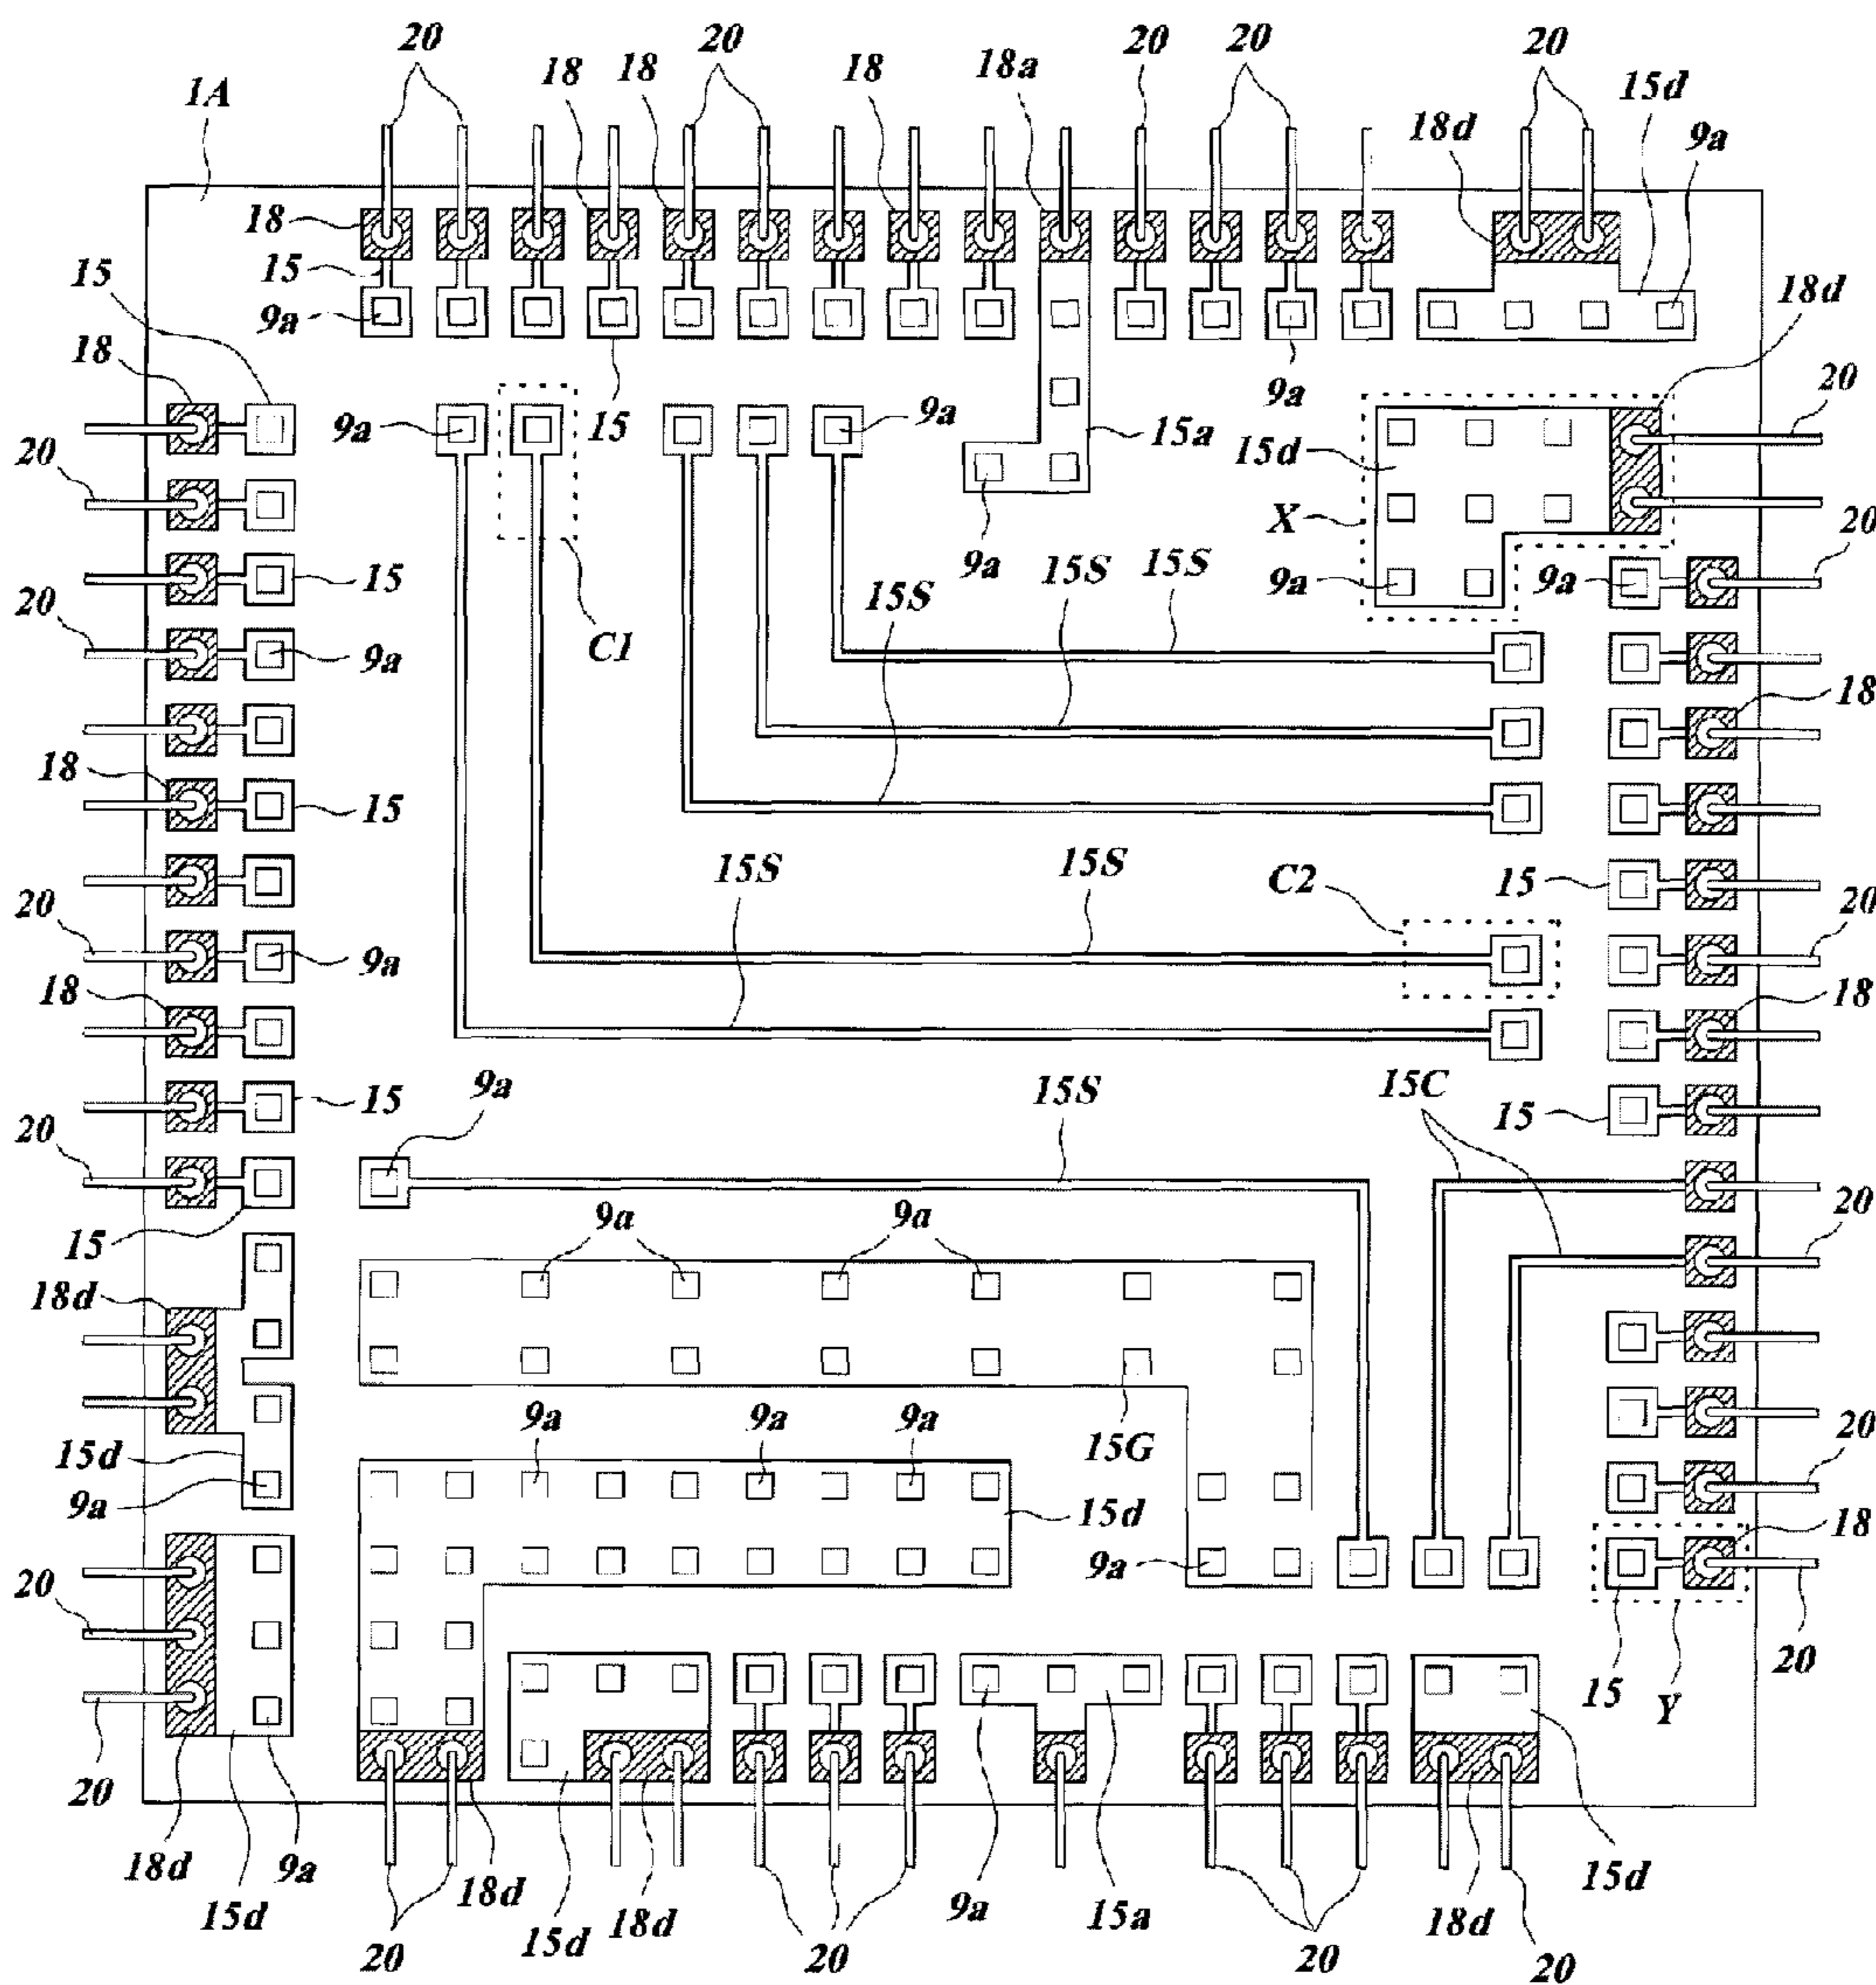 20 20 18a 20 20 20
1A 18 18 18 15d
18d 9a
18
15 15
9a 18d
18 9a
9a 15 9a 15a 20
20 15d
X
9a 15S 15S 9a 9a 20
15 15S
20 9a C1
18
15S
18 15 15S
15S 15S C2 15
20 20
9a
18 15S 18
9a 15S 15C
15 15
20
20
15 9a 9a
18d
9a 9a 9a 15G
15d 20
9a 15d 18
9a
20
15 Y 20
20
18d 9a 18d 9a 15a 15d
15d 15d 18d 18d
20 20 20 20